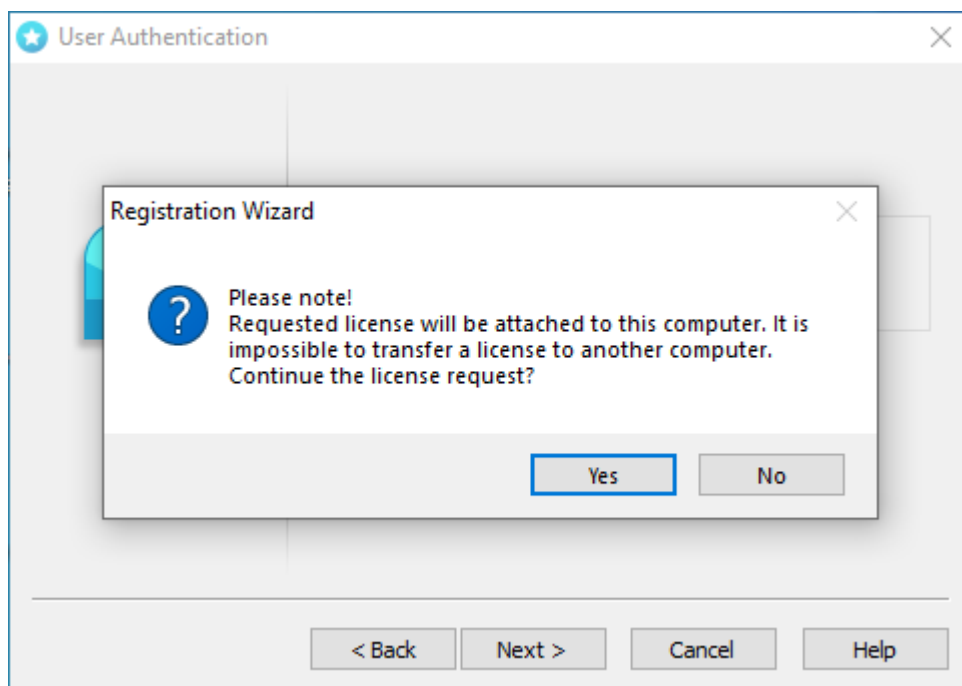 User Authentication
Registration Wizard
Please note!
Requested license will be attached to this computer. It is
impossible to transfer a license to another computer.
Continue the license request?
Yes
No
< Back
Next >
Cancel
Help